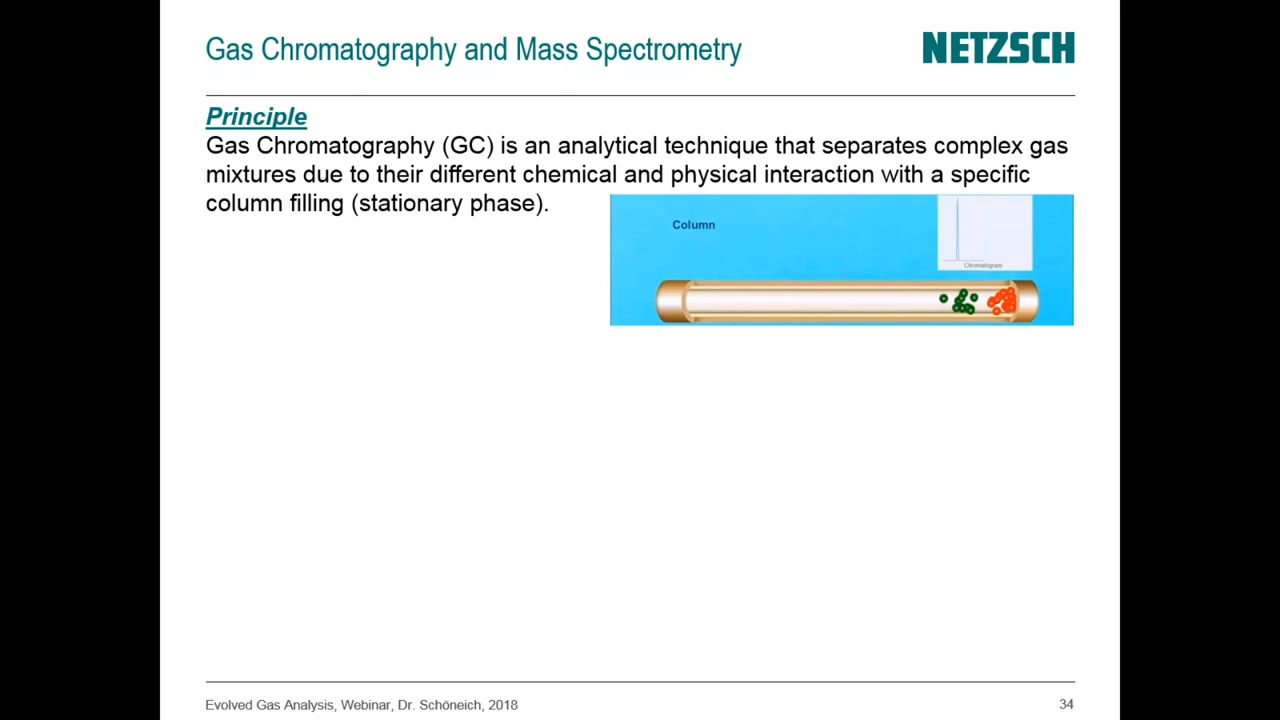 Gas Chromatography and Mass Spectrometry
NETZSCH
Principle
Gas Chromatography (GC) is an analytical technique that separates complex gas
mixtures due to their different chemical and physical interaction with a specific
column filling (stationary phase).
Column
Chromatogram
Evolved Gas Analysis, Webinar, Dr. Schöneich, 2018
34